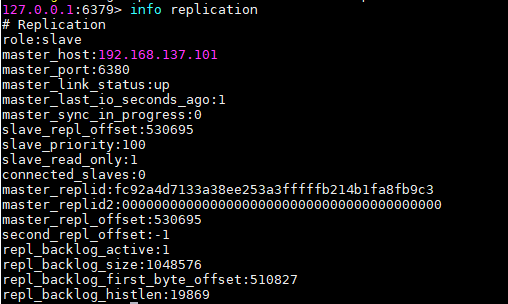 127.0.0.1:6379> info replication
# Replication
role:slave
master_host:192.168.137.101
master_port:6380
master_link_status:up
master_last_io_seconds_ago:1
master_sync_in_progress:0
slave_repl_offset:530695
slave_priority:100
slave_read_only:1
connected_slaves:0
master_replid:fc92a4d7133a38ee253a3fffffb214b1fa8fb9c3
master_replid2:0000000000000000000000000000000000000000
master_repl_offset:530695
second_repl_offset:-1
repl_backlog_active:1
repl_backlog_size:1048576
repl_backlog_first_byte_offset:510827
repl_backlog_histlen:19869